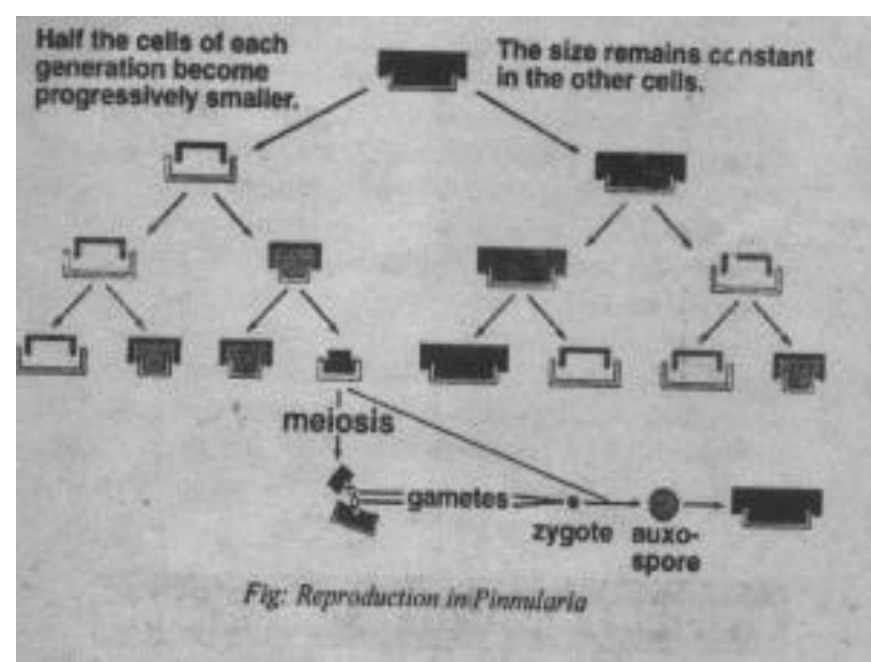 Half the cells of each
generation become
progressively smaller.
The size remains constant
in the other cells.
meiosis
gametes
zygote
auxo-
spore
Fig: Reproduction in Pinnularia